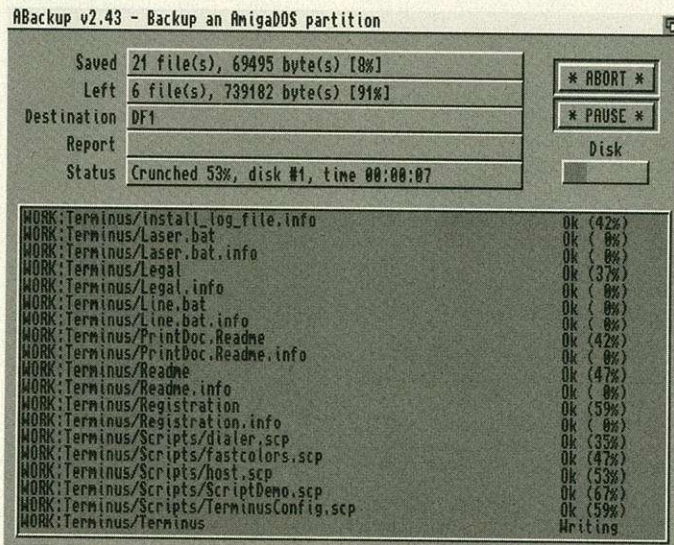 ABackup v2.43 - Backup an AmigaDOS partition
Saved 21 file(s), 69495 byte(s) [8%]
Left 6 file(s), 739182 byte(s) [91%]
Destination DF1
Report
Status Crunched 53%, disk #1, time 00:00:07
* ABORT *
* PAUSE *
Disk
WORK:Terminus/install_log_file.info Ok (42%)
WORK:Terminus/Laser.bat Ok ( 0%)
WORK:Terminus/Laser.bat.info Ok ( 0%)
WORK:Terminus/Legal Ok (37%)
WORK:Terminus/Legal.info Ok ( 0%)
WORK:Terminus/Line.bat Ok ( 0%)
WORK:Terminus/Line.bat.info Ok ( 0%)
WORK:Terminus/PrintDoc.Readme Ok (42%)
WORK:Terminus/PrintDoc.Readme.info Ok ( 0%)
WORK:Terminus/Readme Ok (47%)
WORK:Terminus/Readme.info Ok ( 0%)
WORK:Terminus/Registration Ok (59%)
WORK:Terminus/Registration.info Ok ( 0%)
WORK:Terminus/Scripts/dialer.scp Ok (35%)
WORK:Terminus/Scripts/fastcolors.scp Ok (47%)
WORK:Terminus/Scripts/host.scp Ok (53%)
WORK:Terminus/Scripts/ScriptDemo.scp Ok (67%)
WORK:Terminus/Scripts/TerminusConfig.scp Ok (59%)
WORK:Terminus/Terminus Writing